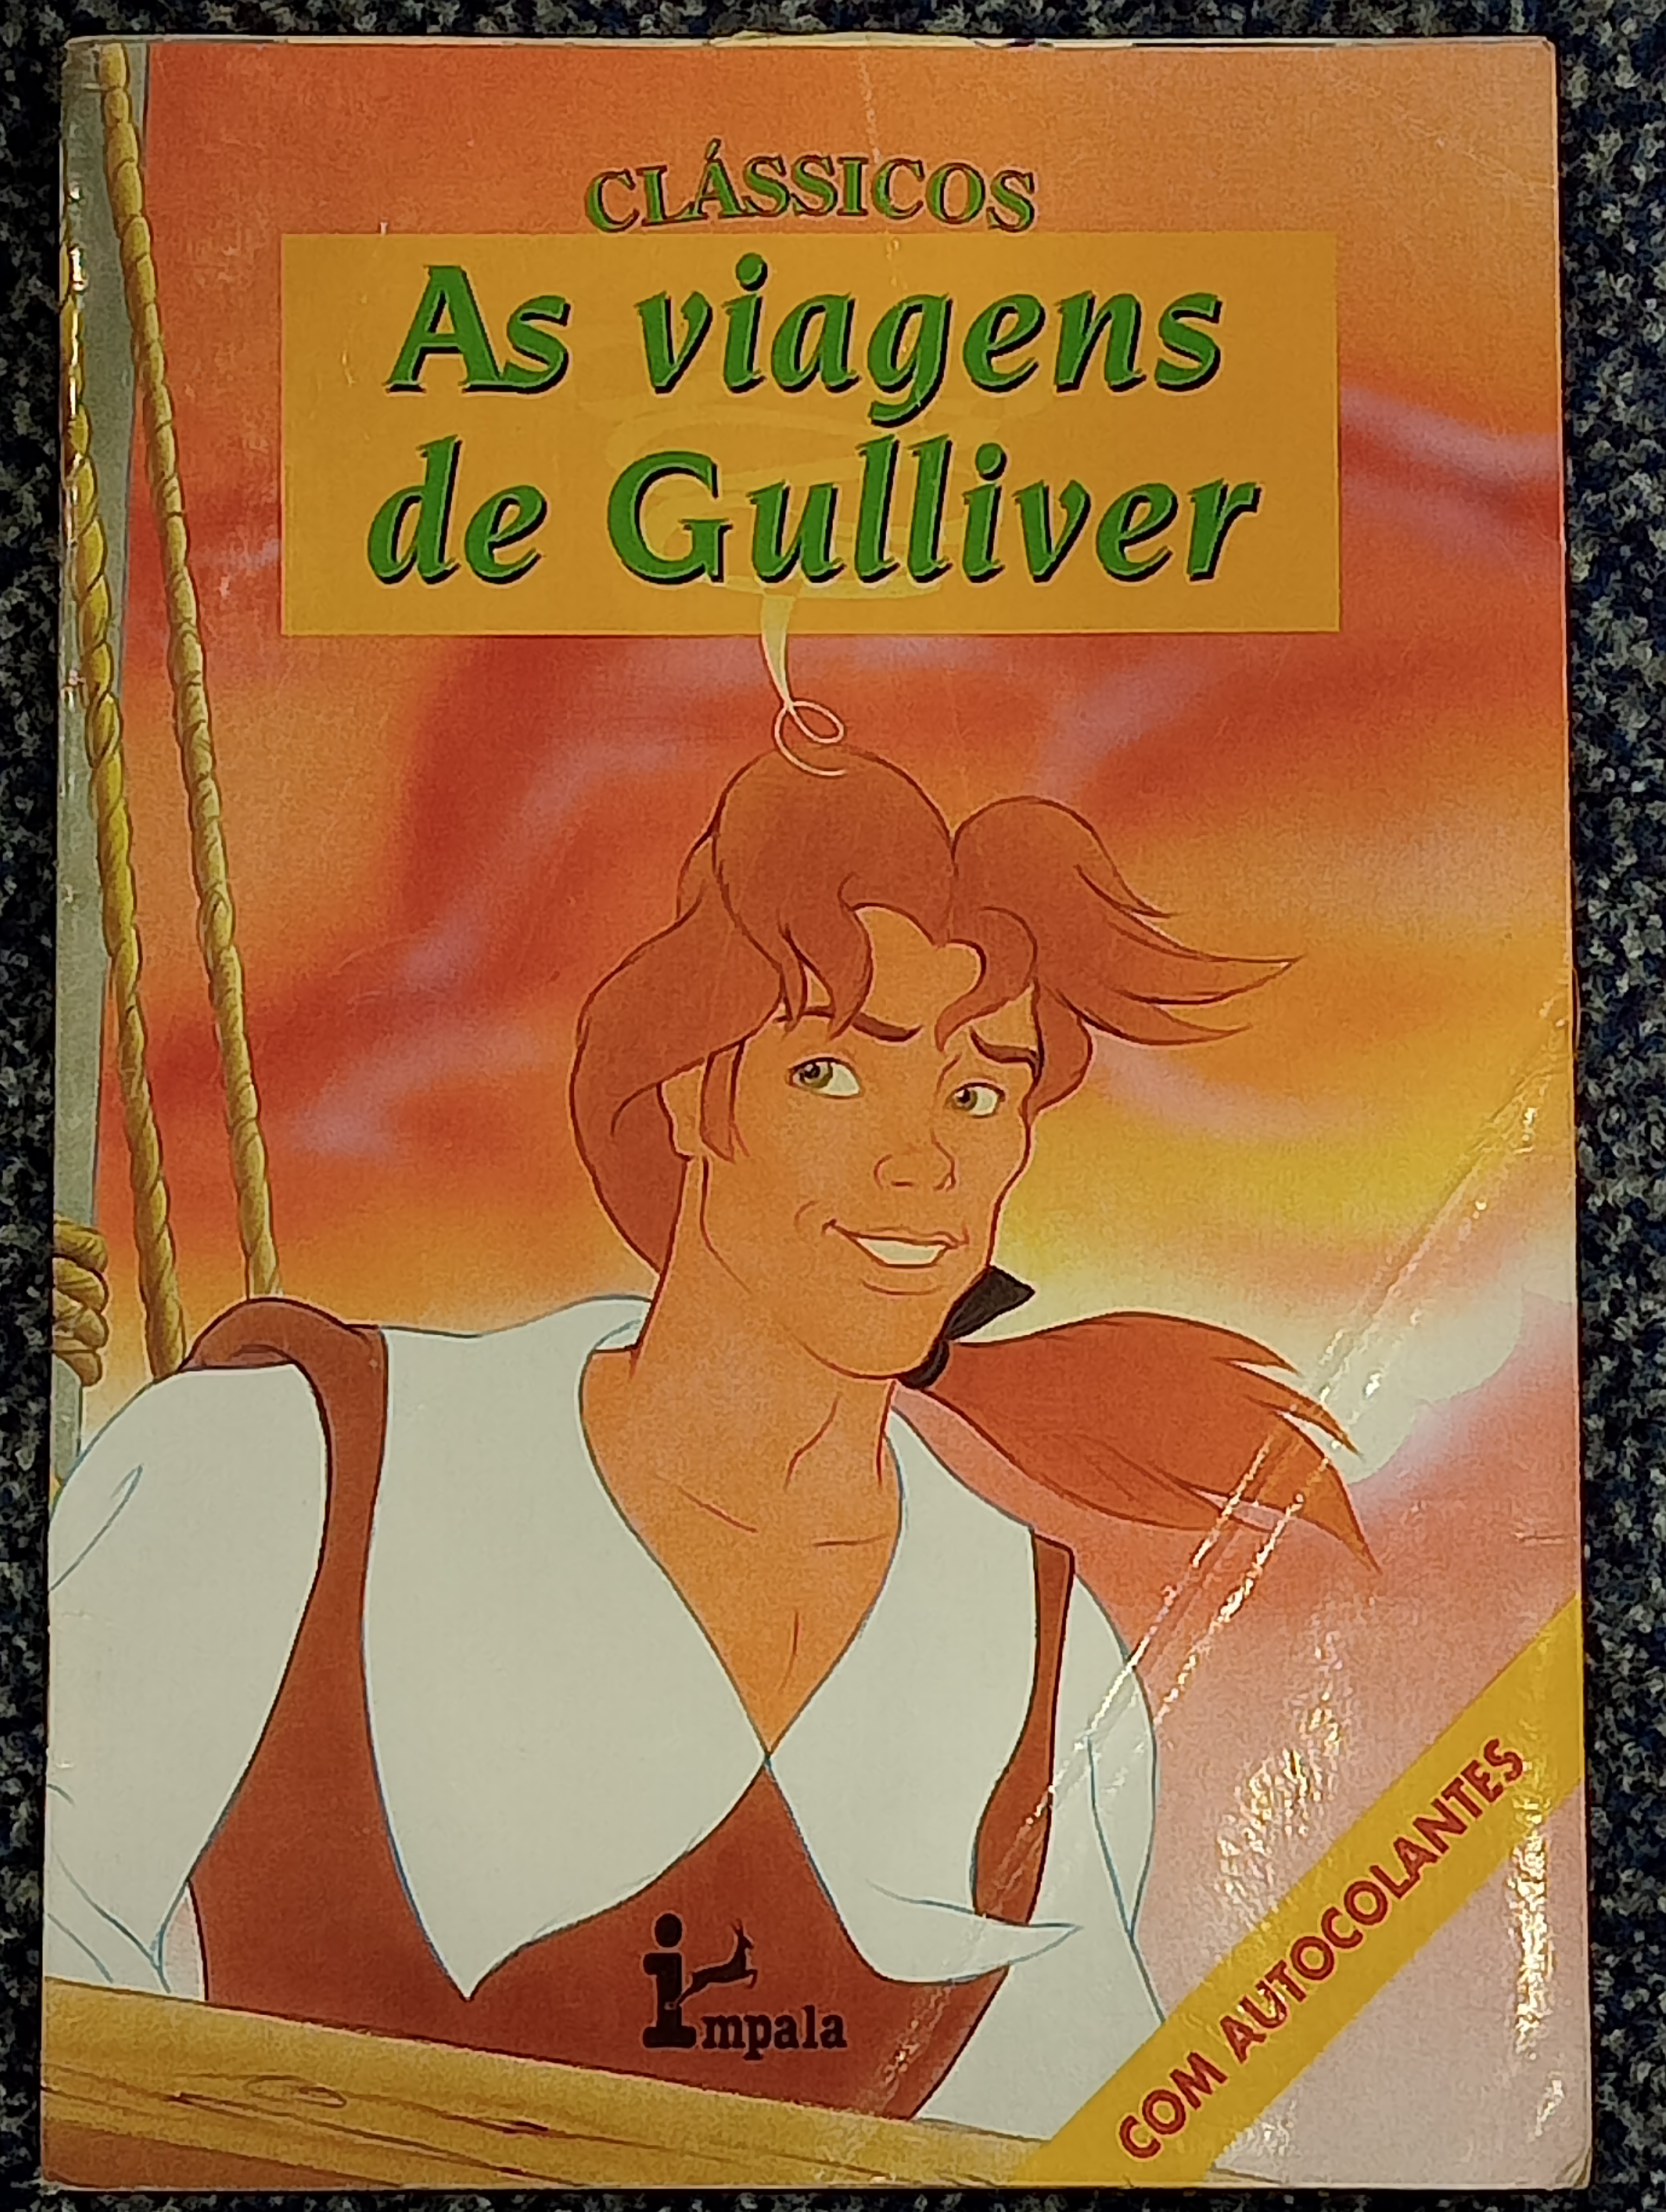 CLÁSSICOS
As viagens
de Gulliver
impala
COM AUTOCOLANTES